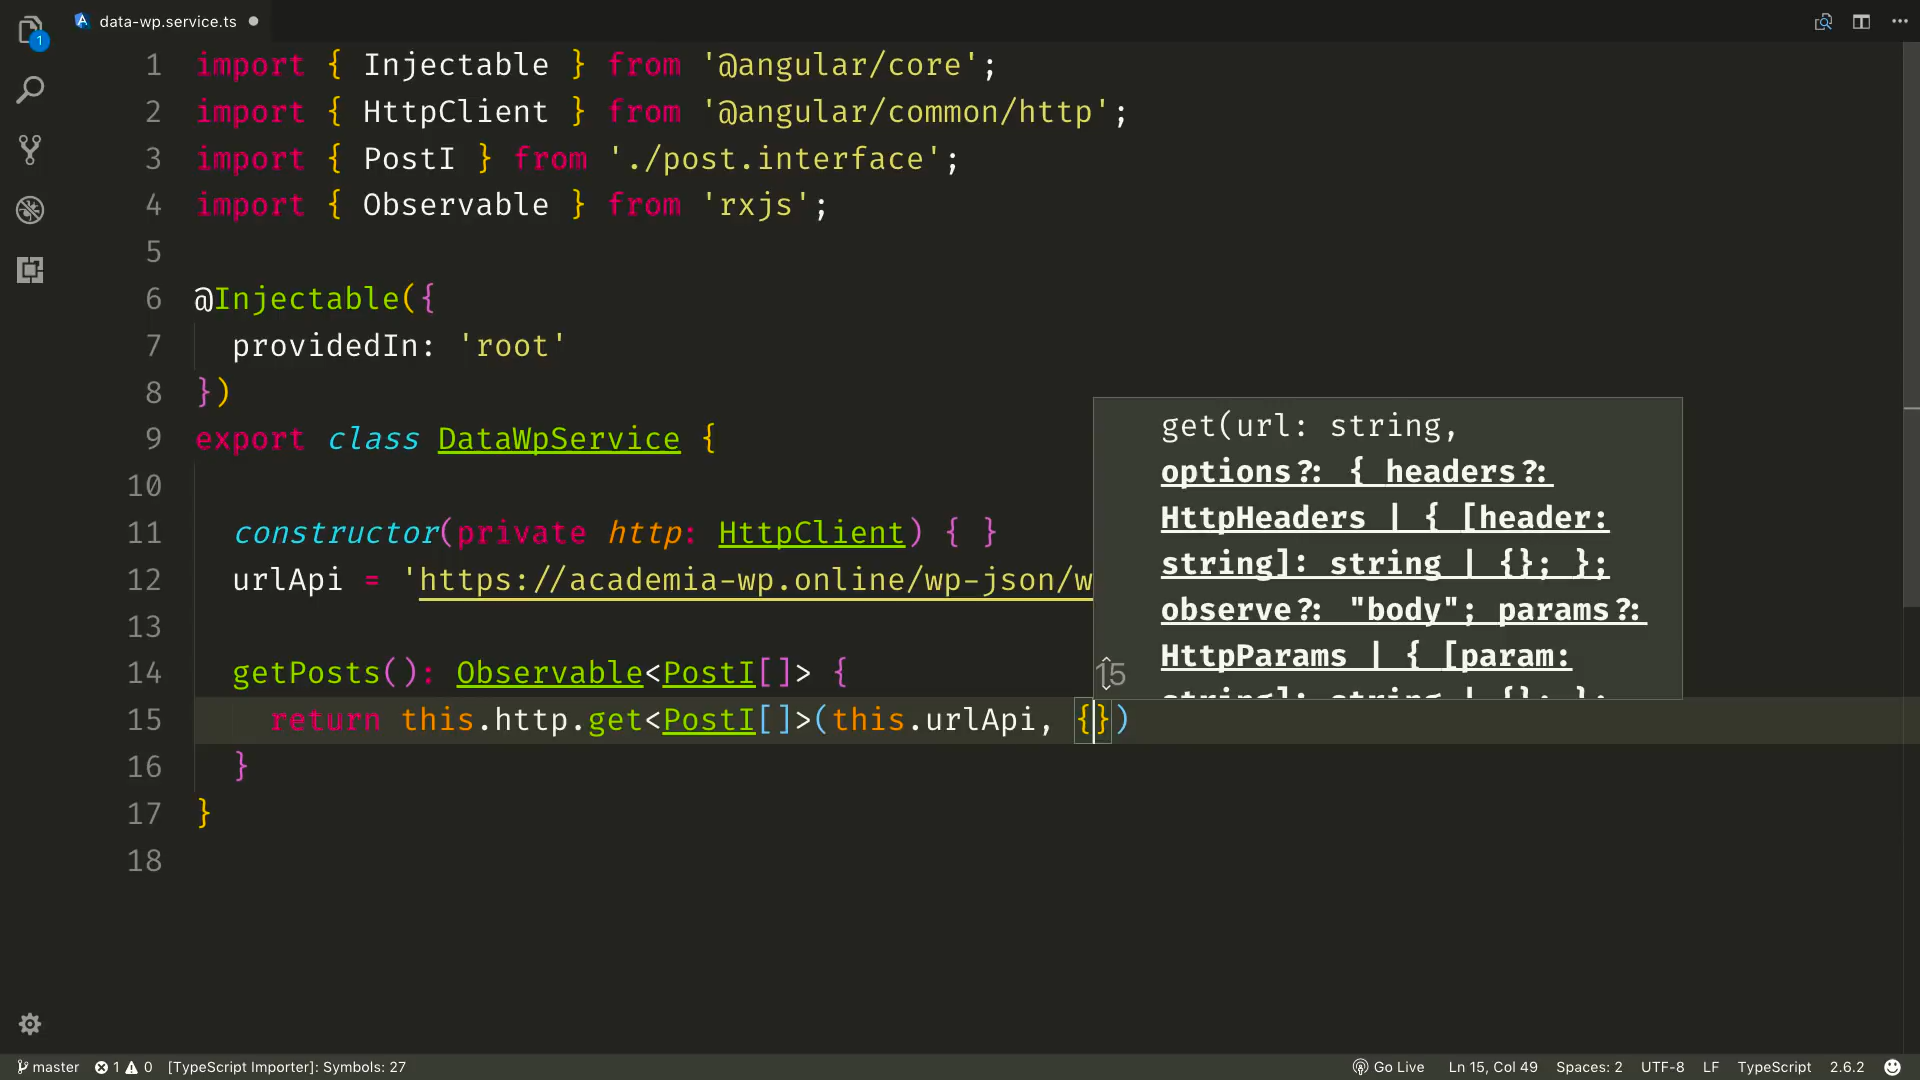 data-wp.service.ts
1
1 import { Injectable } from '@angular/core';
2 import { HttpClient } from '@angular/common/http';
3 import { PostI } from './post.interface';
4 import { Observable } from 'rxjs';
5
6 @Injectable({
7 providedIn: 'root'
8 })
9 export class DataWpService {
10
11 constructor(private http: HttpClient) { }
12 urlApi = 'https://academia-wp.online/wp-json/w
13
14 getPosts(): Observable<PostI[]> {
15 return this.http.get<PostI[]>(this.urlApi, {})
16 }
17 }
18
get(url: string,
options?: { headers?:
HttpHeaders | { [header:
string]: string | {}; };
observe?: "body"; params?:
HttpParams | { [param:
string]: string | {}; };
15
master 1 0 [TypeScript Importer]: Symbols: 27 Go Live Ln 15, Col 49 Spaces: 2 UTF-8 LF TypeScript 2.6.2